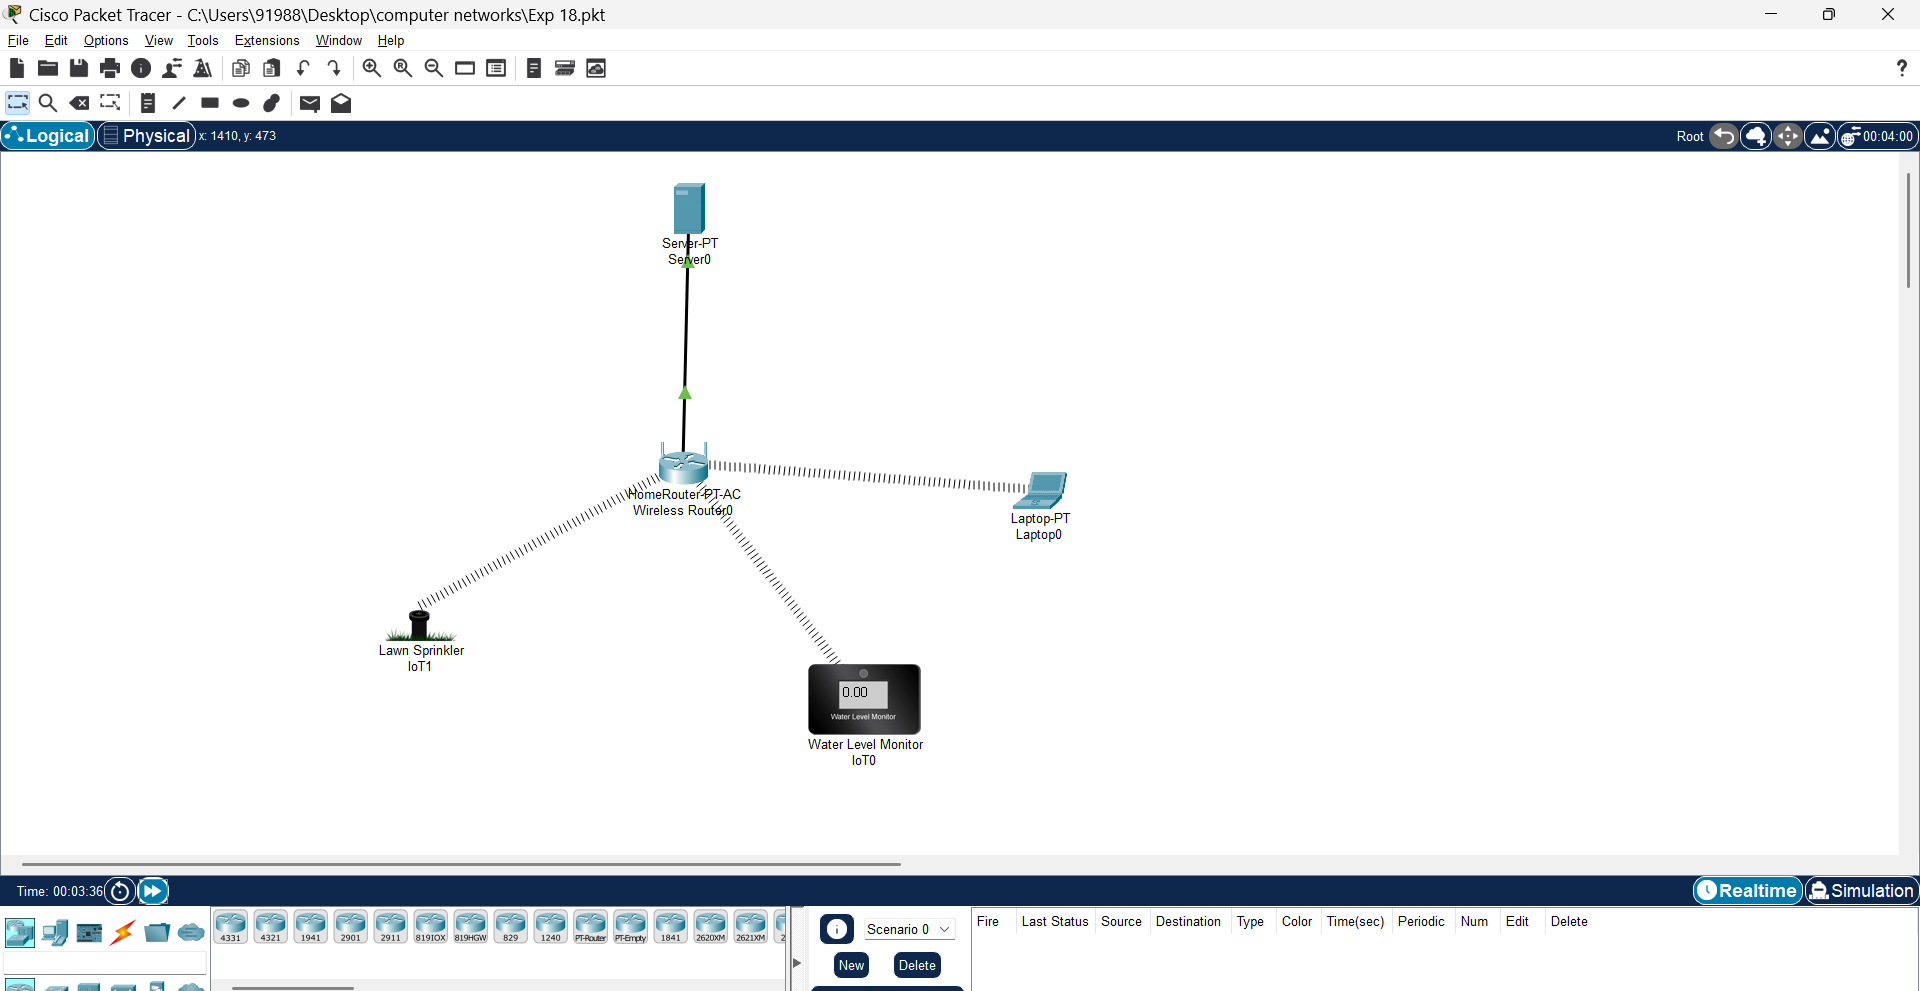 Cisco Packet Tracer - C:\Users\91988\Desktop\computer networks\Exp 18.pkt
File Edit Options View Tools Extensions Window Help
?
Logical Physical x: 1410, y: 473 Root 00:04:00
Server-PT
Server0
HomeRouter-PT-AC
Wireless Router0
Laptop-PT
Laptop0
Lawn Sprinkler
IoT1
0.00
Water Level Monitor
Water Level Monitor
IoT0
Time: 00:03:36 Realtime Simulation
4331 4321 1941 2901 2911 819IOX 819HGW 829 1240 PT-Router PT-Empty 1841 2620XM 2621XM 2
Scenario 0
New Delete
Fire Last Status Source Destination Type Color Time(sec) Periodic Num Edit Delete